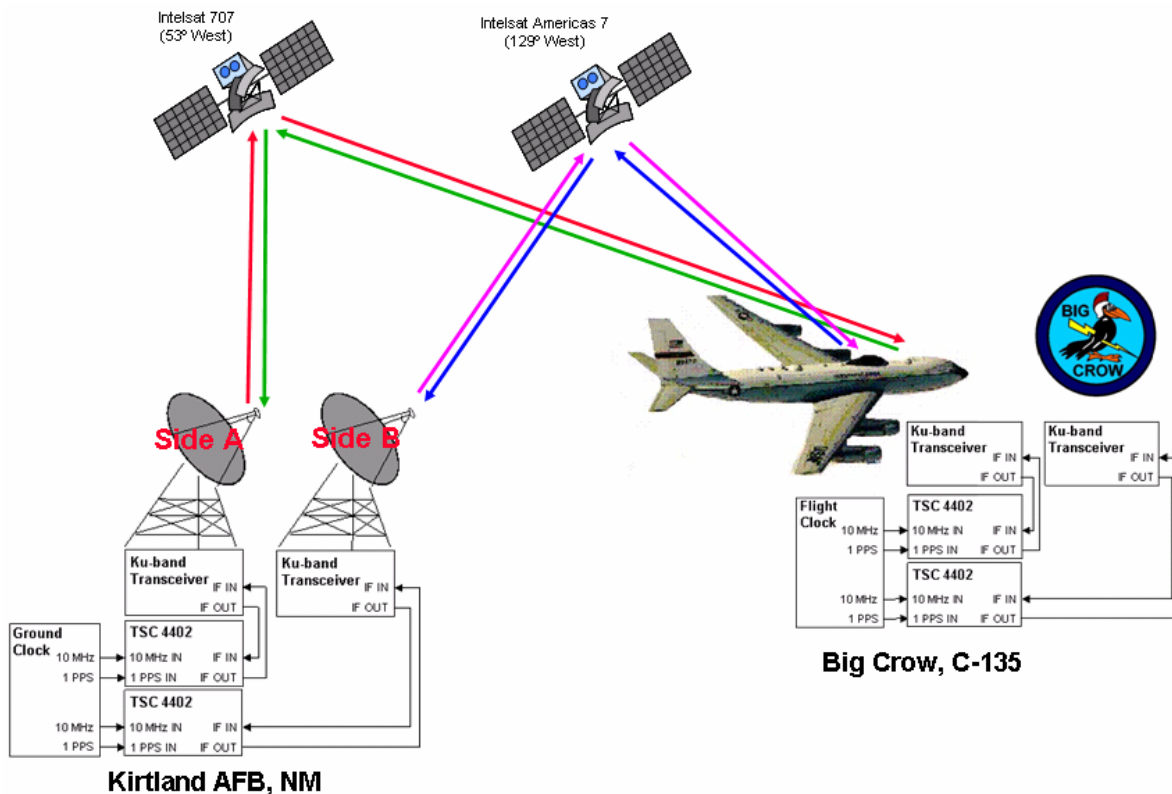 Intelsat 707
(53º West)
Intelsat Americas 7
(129º West)
BIG
CROW
Side A
Side B
Ku-band
Transceiver
IF IN
IF OUT
Ku-band
Transceiver
IF IN
IF OUT
Flight
Clock
10 MHz
1 PPS
10 MHz
1 PPS
TSC 4402
10 MHz IN
IF IN
1 PPS IN
IF OUT
TSC 4402
10 MHz IN
IF IN
1 PPS IN
IF OUT
Big Crow, C-135
Ku-band
Transceiver
IF IN
IF OUT
Ku-band
Transceiver
IF IN
IF OUT
Ground
Clock
10 MHz
1 PPS
10 MHz
1 PPS
TSC 4402
10 MHz IN
IF IN
1 PPS IN
IF OUT
TSC 4402
10 MHz IN
IF IN
1 PPS IN
IF OUT
Kirtland AFB, NM